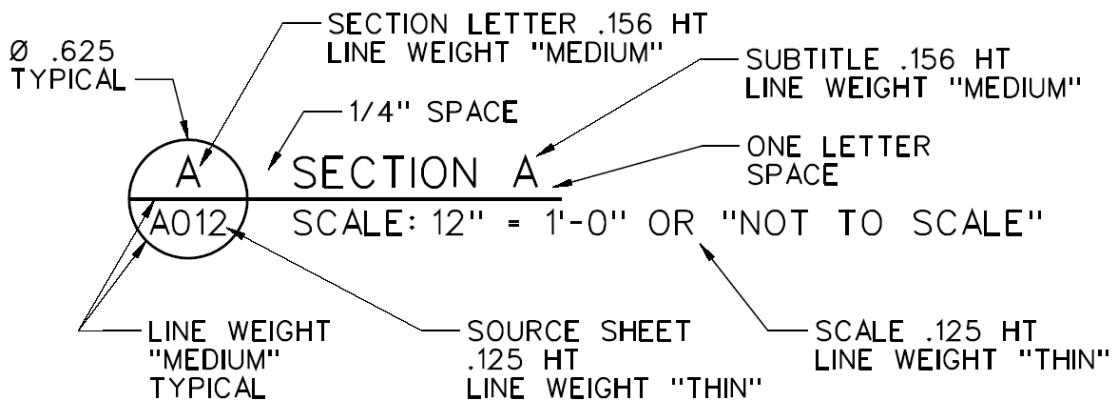 SECTION LETTER .156 HT
LINE WEIGHT "MEDIUM"
Ø .625
TYPICAL
SUBTITLE .156 HT
LINE WEIGHT "MEDIUM"
1/4" SPACE
ONE LETTER
SPACE
A
SECTION A
A012
SCALE: 12" = 1'-0" OR "NOT TO SCALE"
LINE WEIGHT
"MEDIUM"
TYPICAL
SOURCE SHEET
.125 HT
LINE WEIGHT "THIN"
SCALE .125 HT
LINE WEIGHT "THIN"